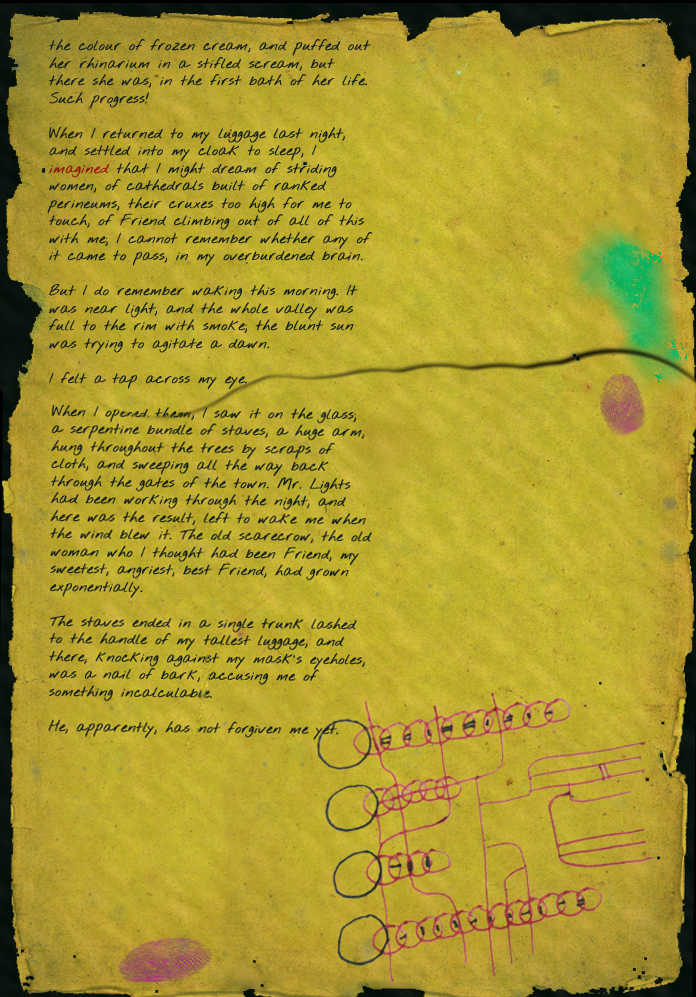 the colour of frozen cream, and puffed out
her rhinarium in a stifled scream, but
there she was, in the first bath of her life.
Such progress!
When I returned to my luggage last night,
and settled into my cloak to sleep, I
imagined that I might dream of striding
women, of cathedrals built of ranked
perineums, their cruxes too high for me to
touch, of Friend climbing out of all of this
with me; I cannot remember whether any of
it came to pass, in my overburdened brain.
But I do remember waking this morning. It
was near light, and the whole valley was
full to the rim with smoke; the blunt sun
was trying to agitate a dawn.
I felt a tap across my eye.
When I opened them, I saw it on the glass,
a serpentine bundle of staves, a huge arm,
hung throughout the trees by scraps of
cloth, and sweeping all the way back
through the gates of the town. Mr. Lights
had been working through the night, and
here was the result, left to wake me when
the wind blew it. The old scarecrow, the old
woman who I thought had been Friend, my
sweetest, angriest, best Friend, had grown
exponentially.
The staves ended in a single trunk lashed
to the handle of my tallest luggage, and
there, knocking against my mask's eyeholes,
was a nail of bark, accusing me of
something incalculable.
He, apparently, has not forgiven me yet.